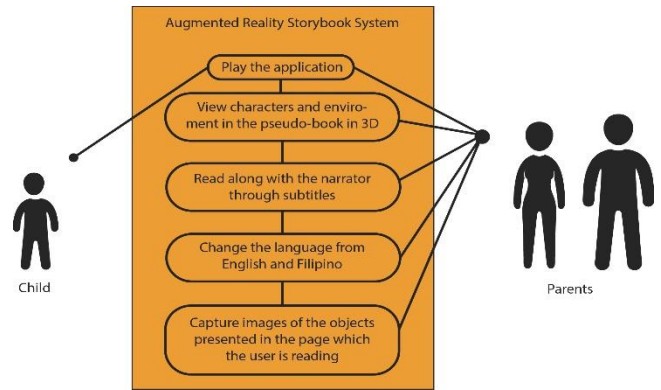 Augmented Reality Storybook System
Play the application
View characters and enviro-
ment in the pseudo-book in 3D
Read along with the narrator
through subtitles
Change the language from
English and Filipino
Capture images of the objects
presented in the page which
the user is reading
Child
Parents